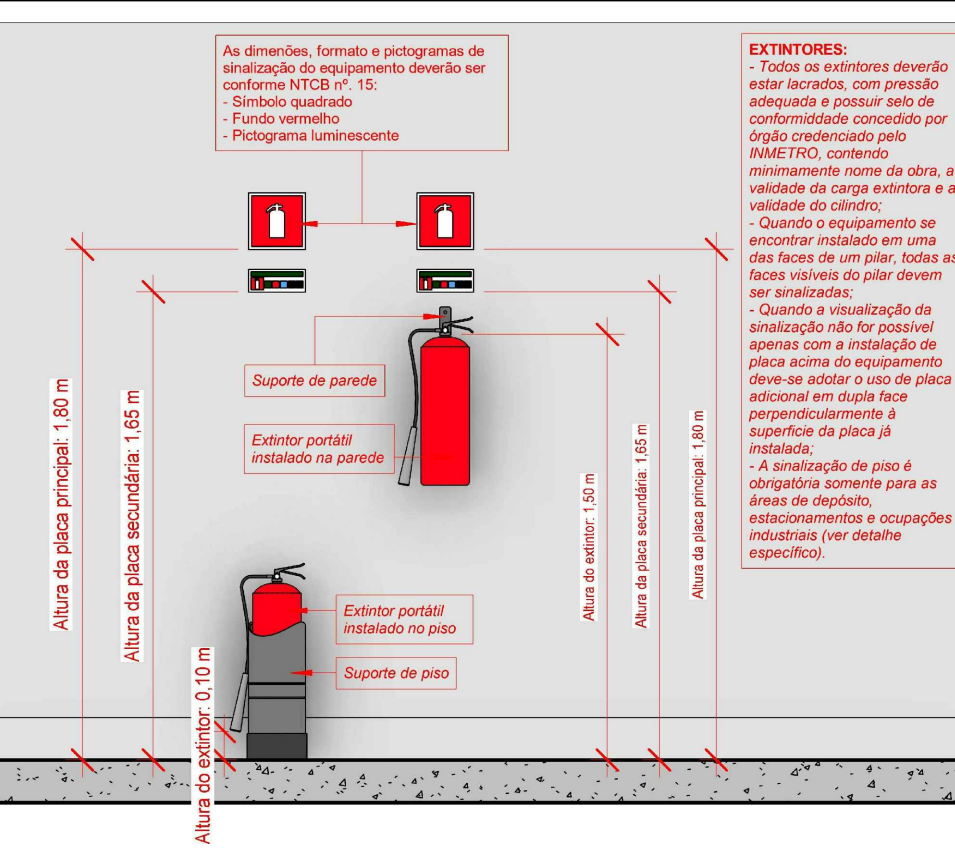 As dimenões, formato e pictogramas de
sinalização do equipamento deverão ser
conforme NTCB nº. 15:
- Símbolo quadrado
- Fundo vermelho
- Pictograma luminescente
EXTINTORES:
- Todos os extintores deverão
estar lacrados, com pressão
adequada e possuir selo de
conformiddade concedido por
órgão credenciado pelo
INMETRO, contendo
minimamente nome da obra, a
validade da carga extintora e a
validade do cilindro;
- Quando o equipamento se
encontrar instalado em uma
das faces de um pilar, todas as
faces visíveis do pilar devem
ser sinalizadas;
- Quando a visualização da
sinalização não for possível
apenas com a instalação de
placa acima do equipamento
deve-se adotar o uso de placa
adicional em dupla face
perpendicularmente à
superfície da placa já
instalada;
- A sinalização de piso é
obrigatória somente para as
áreas de depósito,
estacionamentos e ocupações
industriais (ver detalhe
específico).
Suporte de parede
Extintor portátil
instalado na parede
Extintor portátil
instalado no piso
Suporte de piso
Altura da placa principal: 1,80 m
Altura da placa secundária: 1,65 m
Altura do extintor: 0,10 m
Altura do extintor: 1,50 m
Altura da placa secundária: 1,65 m
Altura da placa principal: 1,80 m